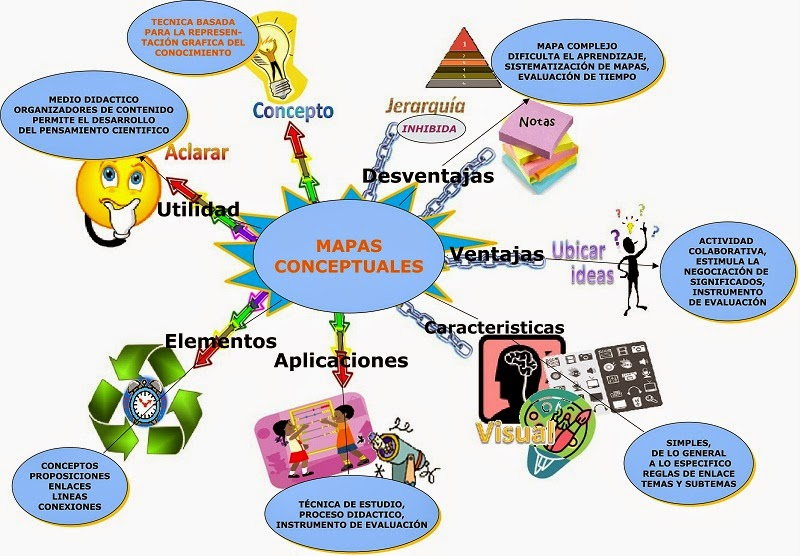 TECNICA BASADA
PARA LA REPRESEN-
TACIÓN GRAFICA DEL
CONOCIMIENTO
Concepto
MEDIO DIDACTICO
ORGANIZADORES DE CONTENIDO
PERMITE EL DESARROLLO
DEL PENSAMIENTO CIENTIFICO
Aclarar
Utilidad
Jerarquía
INHIBIDA
MAPA COMPLEJO
DIFICULTA EL APRENDIZAJE,
SISTEMATIZACIÓN DE MAPAS,
EVALUACIÓN DE TIEMPO
Notas
Desventajas
MAPAS
CONCEPTUALES
Ventajas
Ubicar
ideas
ACTIVIDAD
COLABORATIVA,
ESTIMULA LA
NEGOCIACIÓN DE
SIGNIFICADOS,
INSTRUMENTO
DE EVALUACIÓN
Caracteristicas
Visual
SIMPLES,
DE LO GENERAL
A LO ESPECIFICO
REGLAS DE ENLACE
TEMAS Y SUBTEMAS
Elementos
Aplicaciones
CONCEPTOS
PROPOSICIONES
ENLACES
LINEAS
CONEXIONES
TÉCNICA DE ESTUDIO,
PROCESO DIDACTICO,
INSTRUMENTO DE EVALUACIÓN